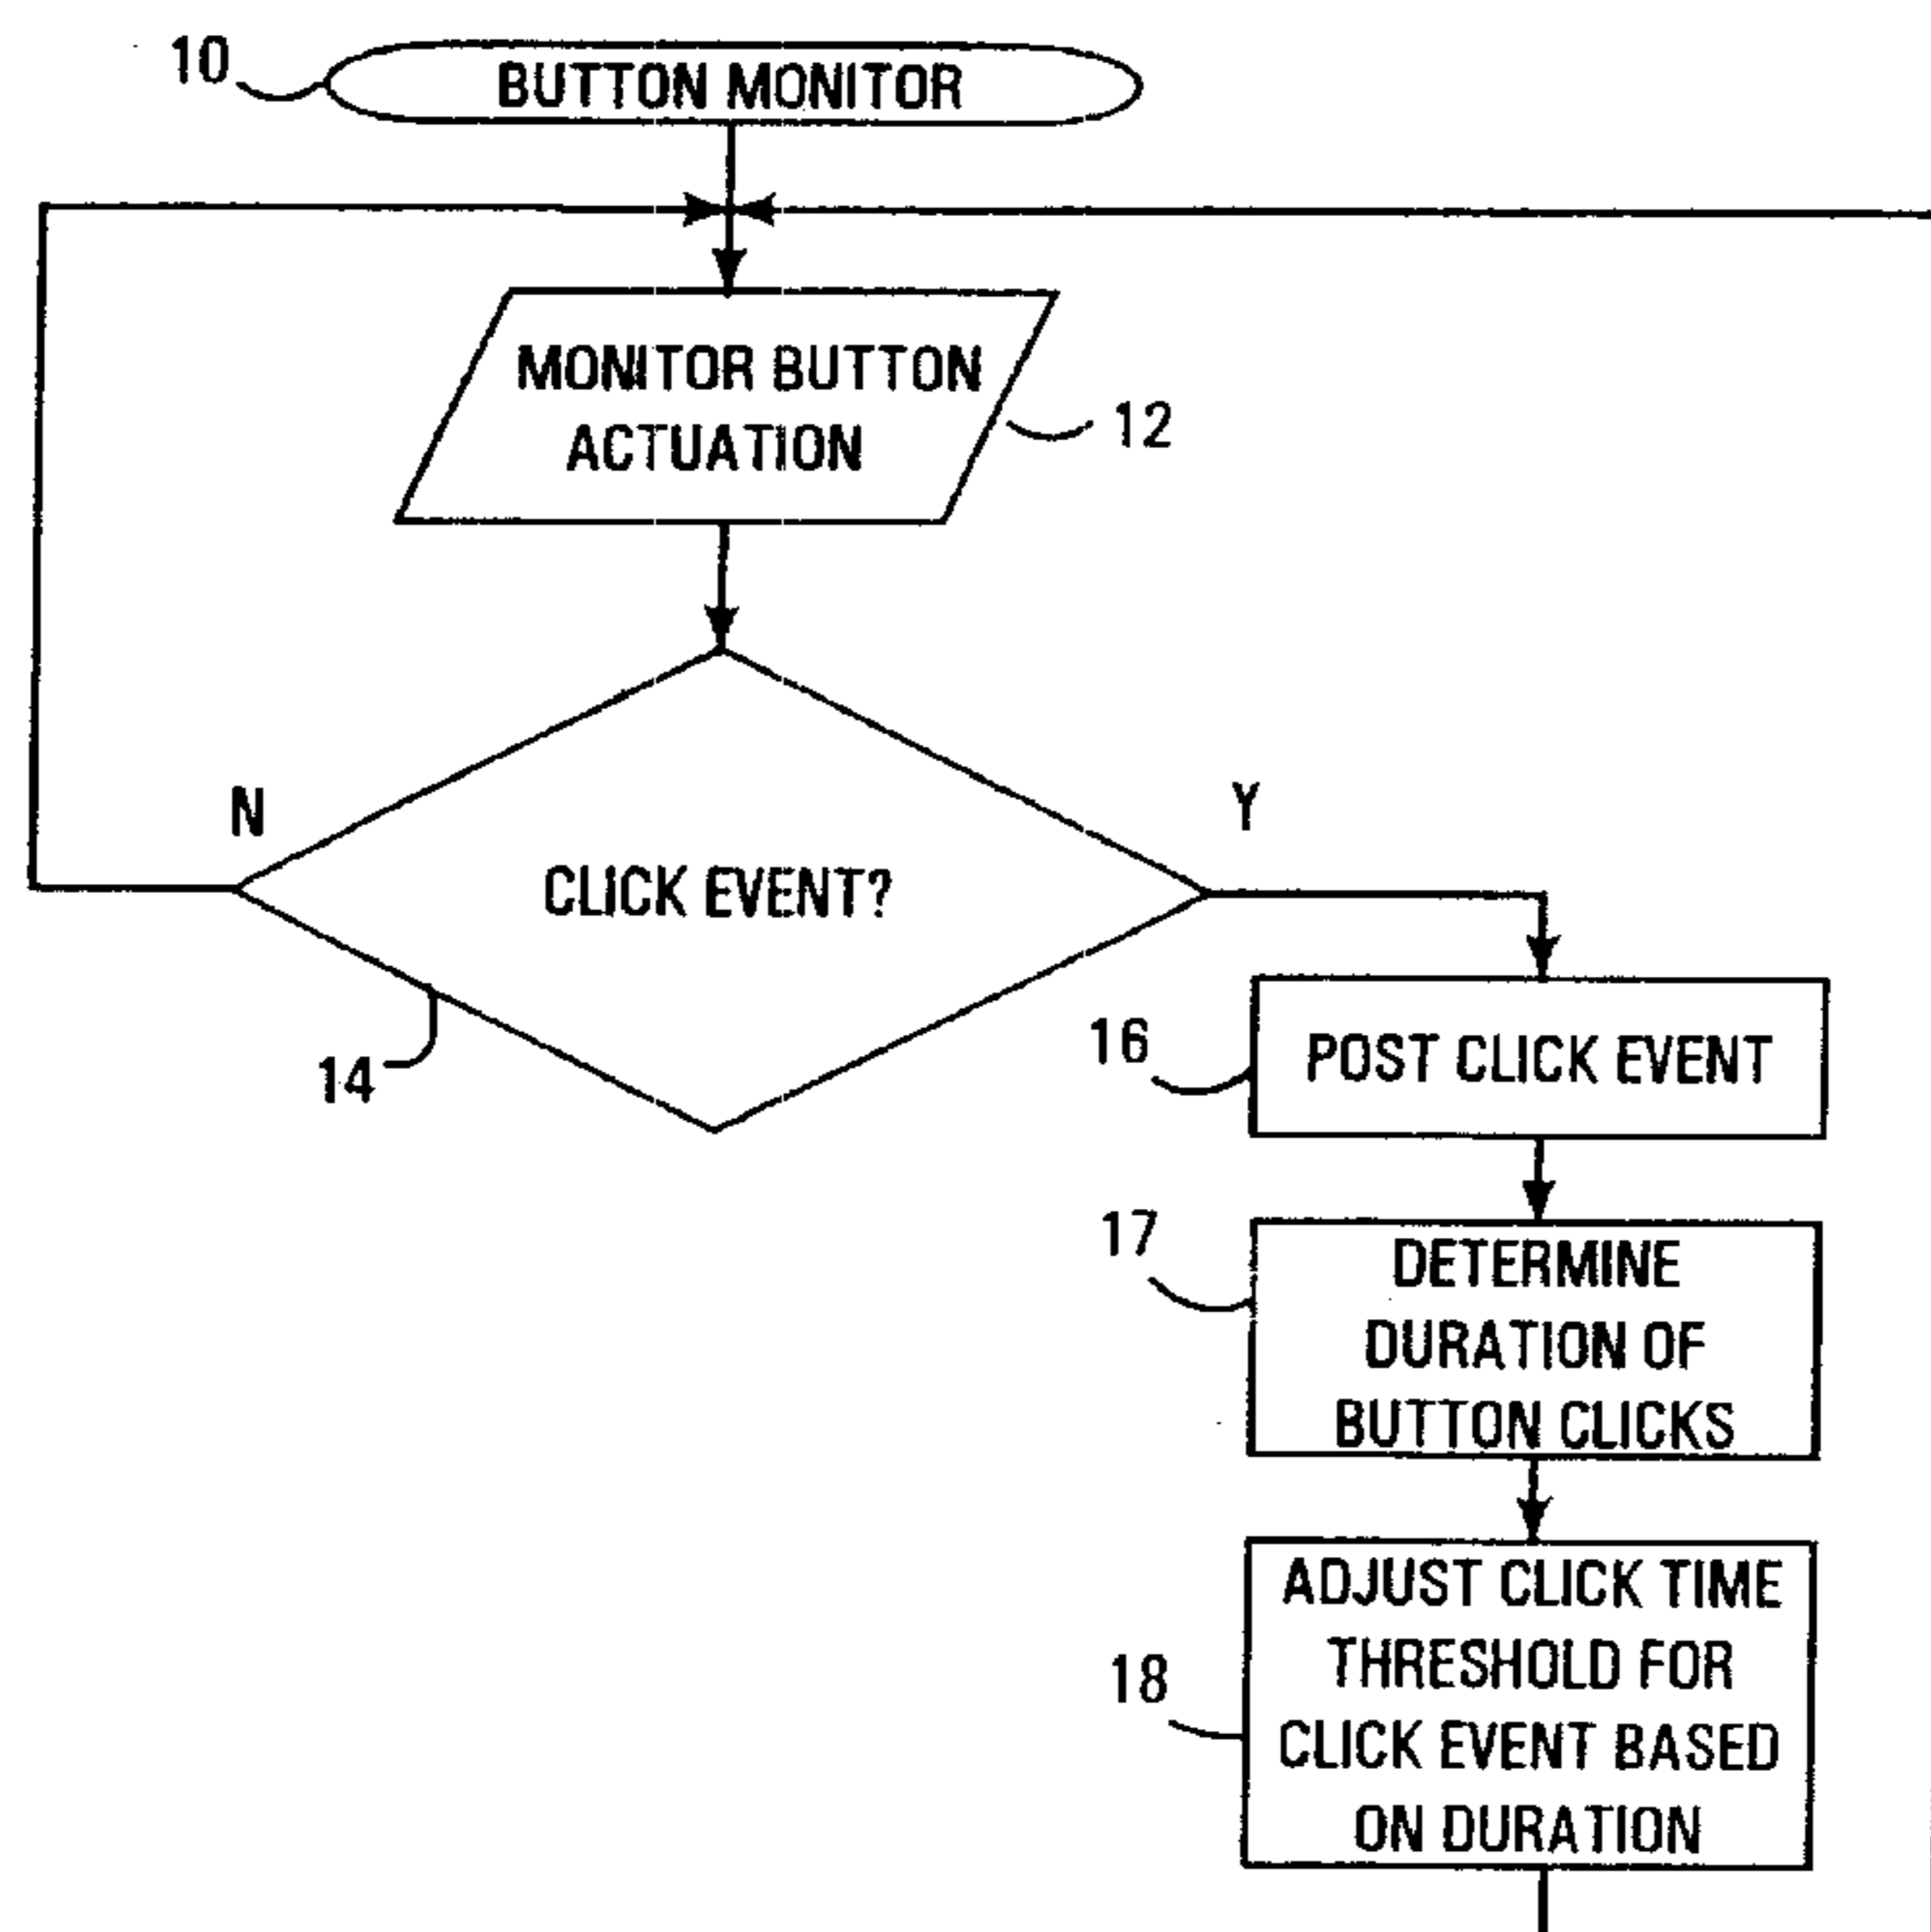 10
BUTTON MONITOR
MONITOR BUTTON
ACTUATION
12
N
Y
CLICK EVENT?
14
16
POST CLICK EVENT
17
DETERMINE
DURATION OF
BUTTON CLICKS
18
ADJUST CLICK TIME
THRESHOLD FOR
CLICK EVENT BASED
ON DURATION